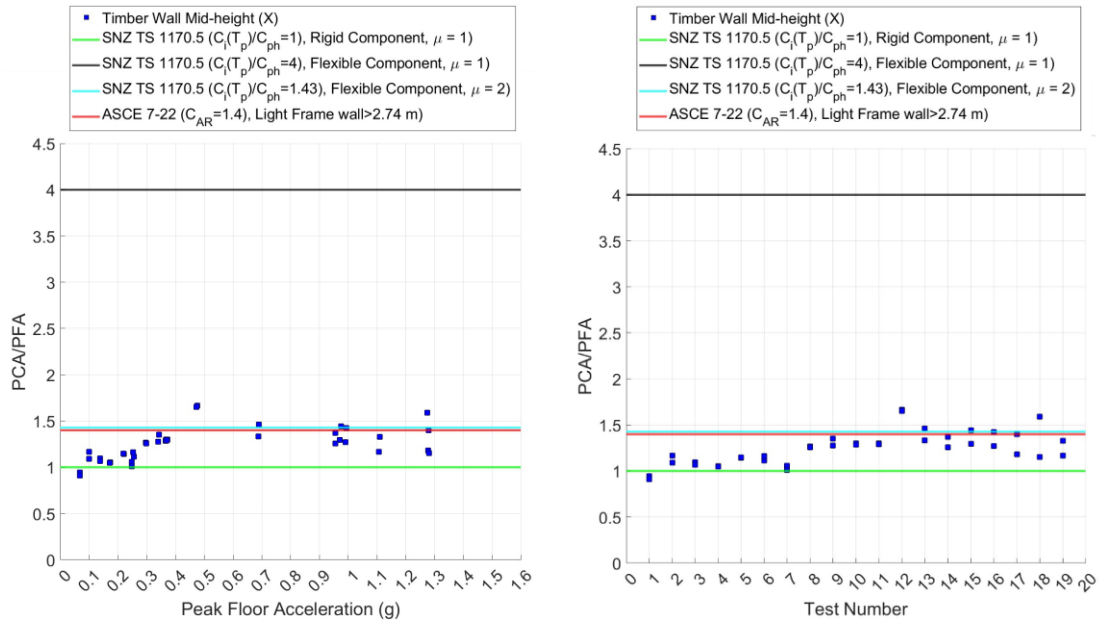 Timber Wall Mid-height (X)
SNZ TS 1170.5 (C_i(T_p)/C_ph=1), Rigid Component, μ = 1)
SNZ TS 1170.5 (C_i(T_p)/C_ph=4), Flexible Component, μ = 1)
SNZ TS 1170.5 (C_i(T_p)/C_ph=1.43), Flexible Component, μ = 2)
ASCE 7-22 (C_AR=1.4), Light Frame wall>2.74 m)
4.5
4
3.5
3
2.5
2
1.5
1
0.5
0
PCA/PFA
0 0.1 0.2 0.3 0.4 0.5 0.6 0.7 0.8 0.9 1 1.1 1.2 1.3 1.4 1.5 1.6
Peak Floor Acceleration (g)
Timber Wall Mid-height (X)
SNZ TS 1170.5 (C_i(T_p)/C_ph=1), Rigid Component, μ = 1)
SNZ TS 1170.5 (C_i(T_p)/C_ph=4), Flexible Component, μ = 1)
SNZ TS 1170.5 (C_i(T_p)/C_ph=1.43), Flexible Component, μ = 2)
ASCE 7-22 (C_AR=1.4), Light Frame wall>2.74 m)
4.5
4
3.5
3
2.5
2
1.5
1
0.5
0
PCA/PFA
0 1 2 3 4 5 6 7 8 9 10 11 12 13 14 15 16 17 18 19 20
Test Number